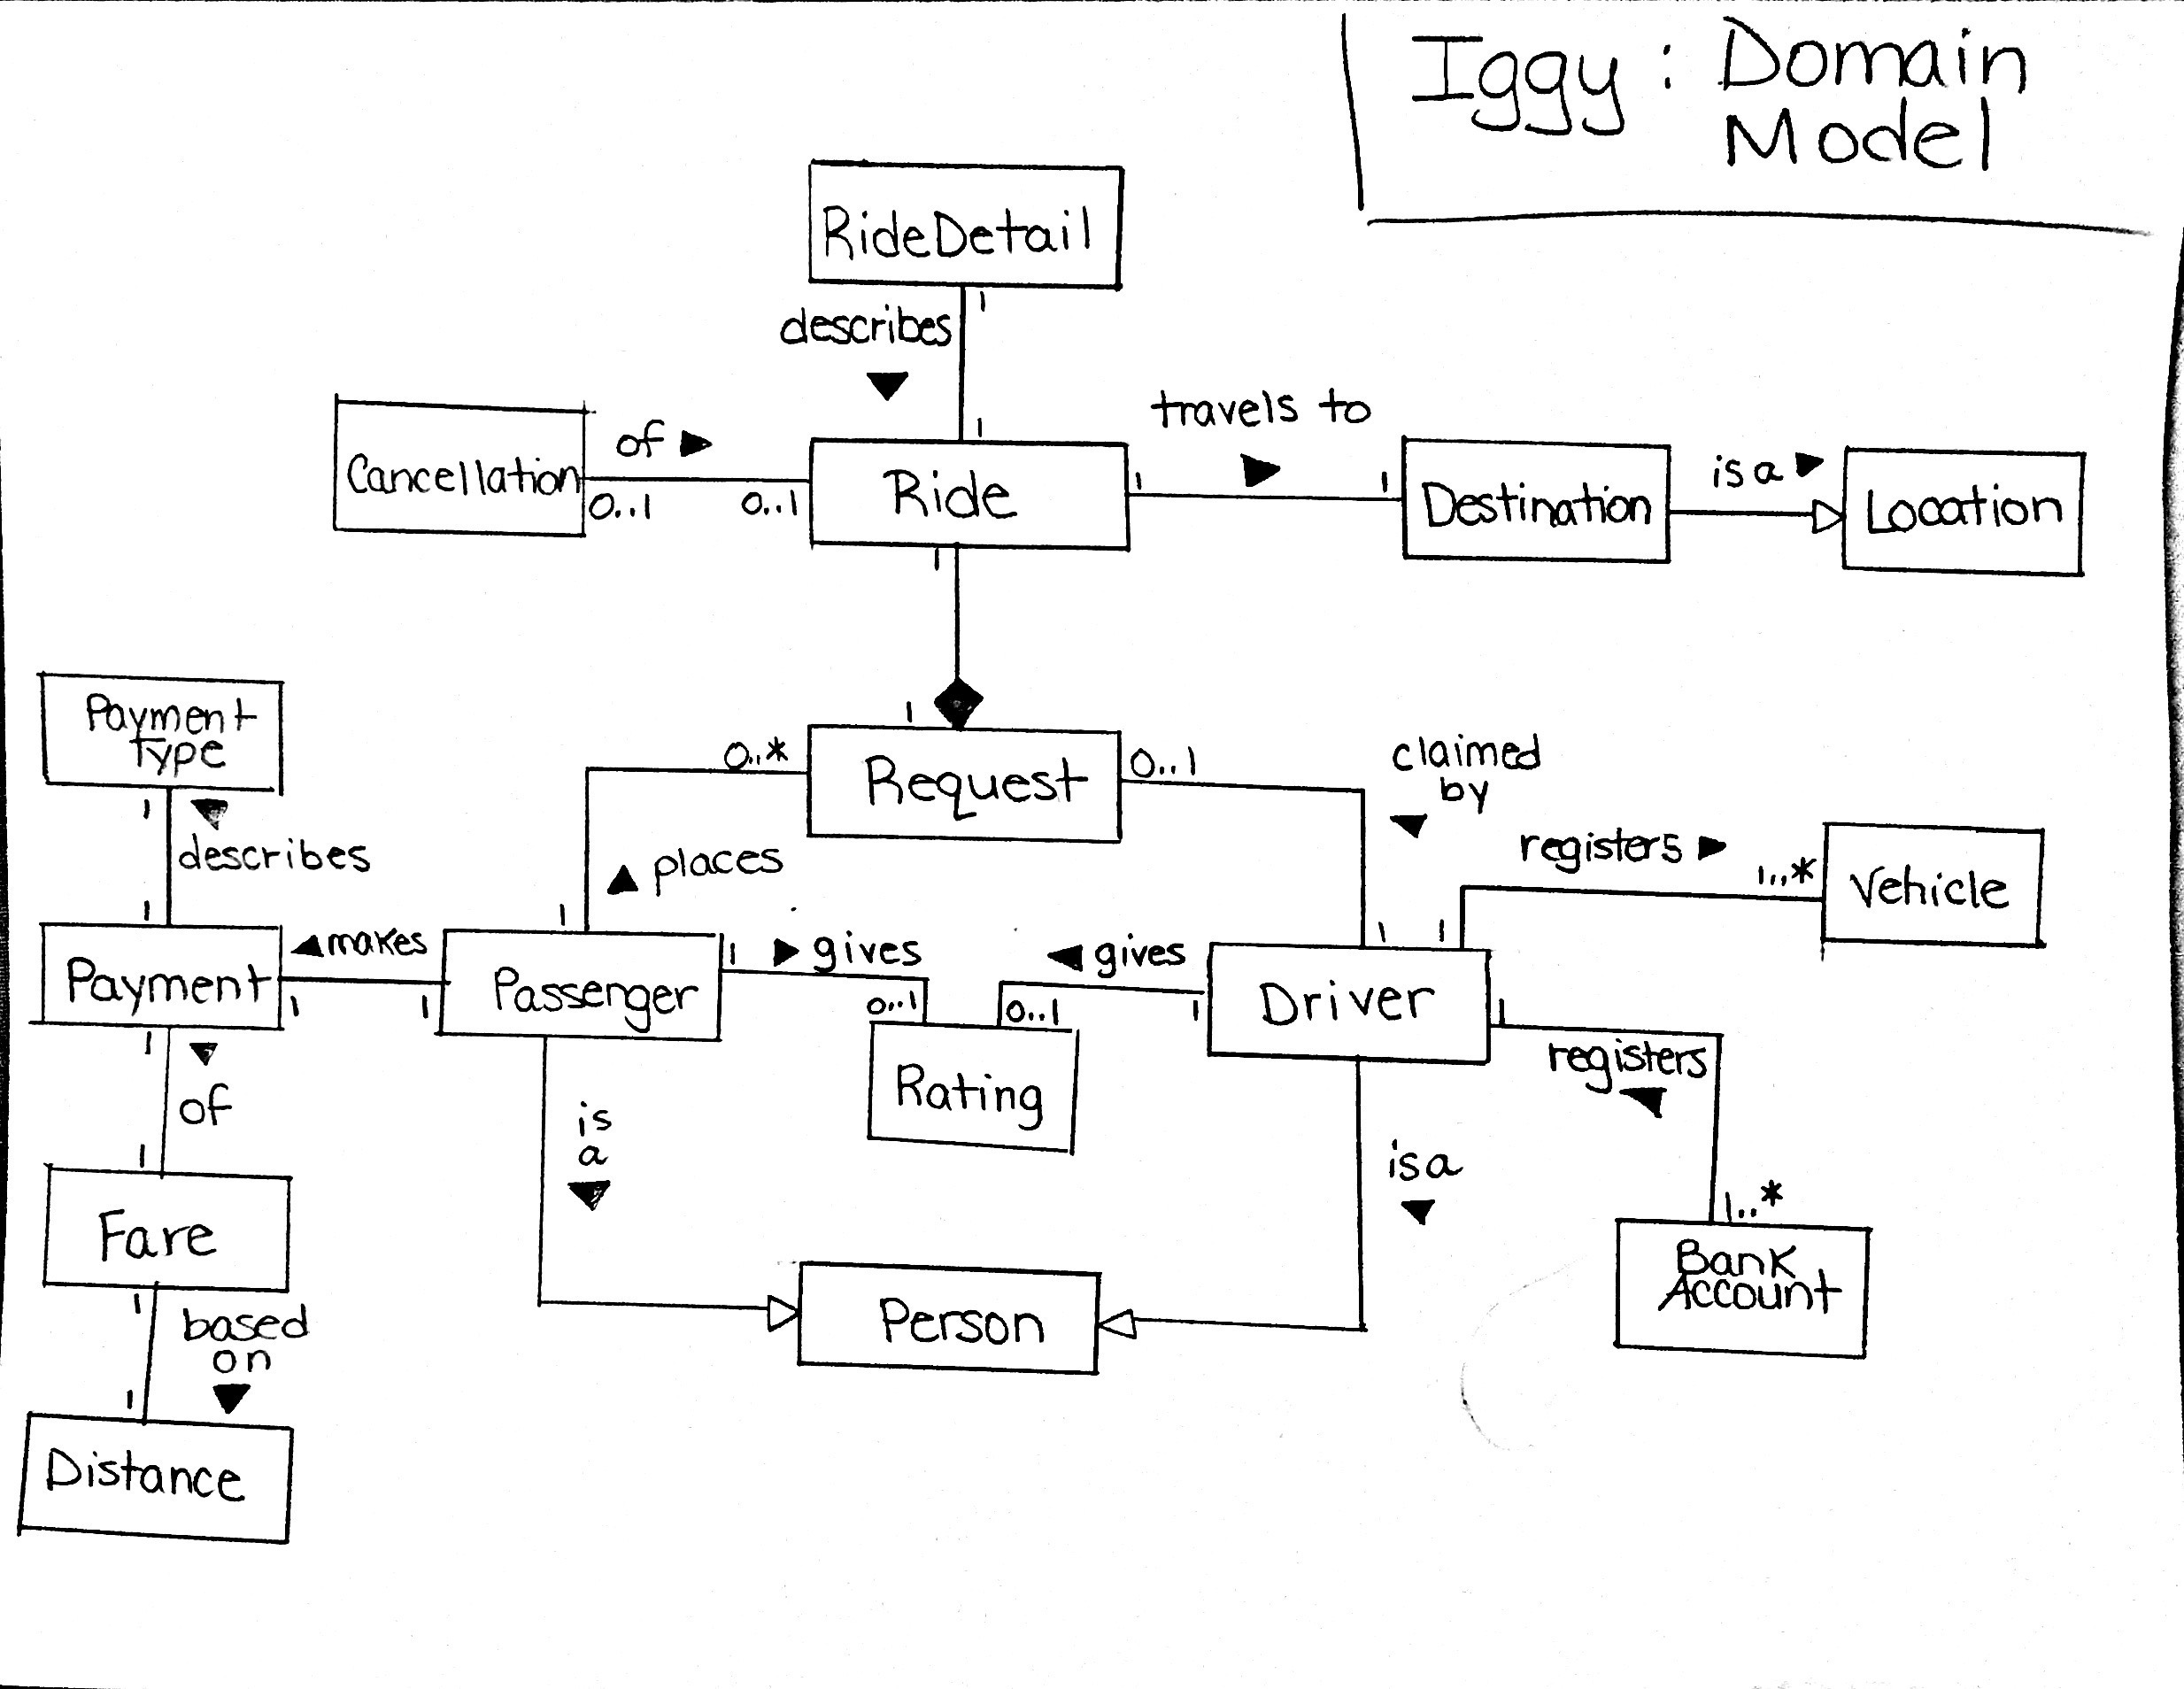 Iggy : Domain
Model
RideDetail
1
describes
1
Cancellation
of
0..1
0..1
Ride
1
travels to
1
Destination
is a
Location
1
1
Payment
Type
1
describes
1
Payment
makes
1
1
0..*
Request
0..1
places
1
claimed
by
1
registers
1
1...*
Vehicle
Passenger
1
gives
0..1
gives
0..1
1
Rating
Driver
1
registers
1..*
Bank
Account
1
of
1
Fare
1
based
on
1
Distance
is
a
is a
Person